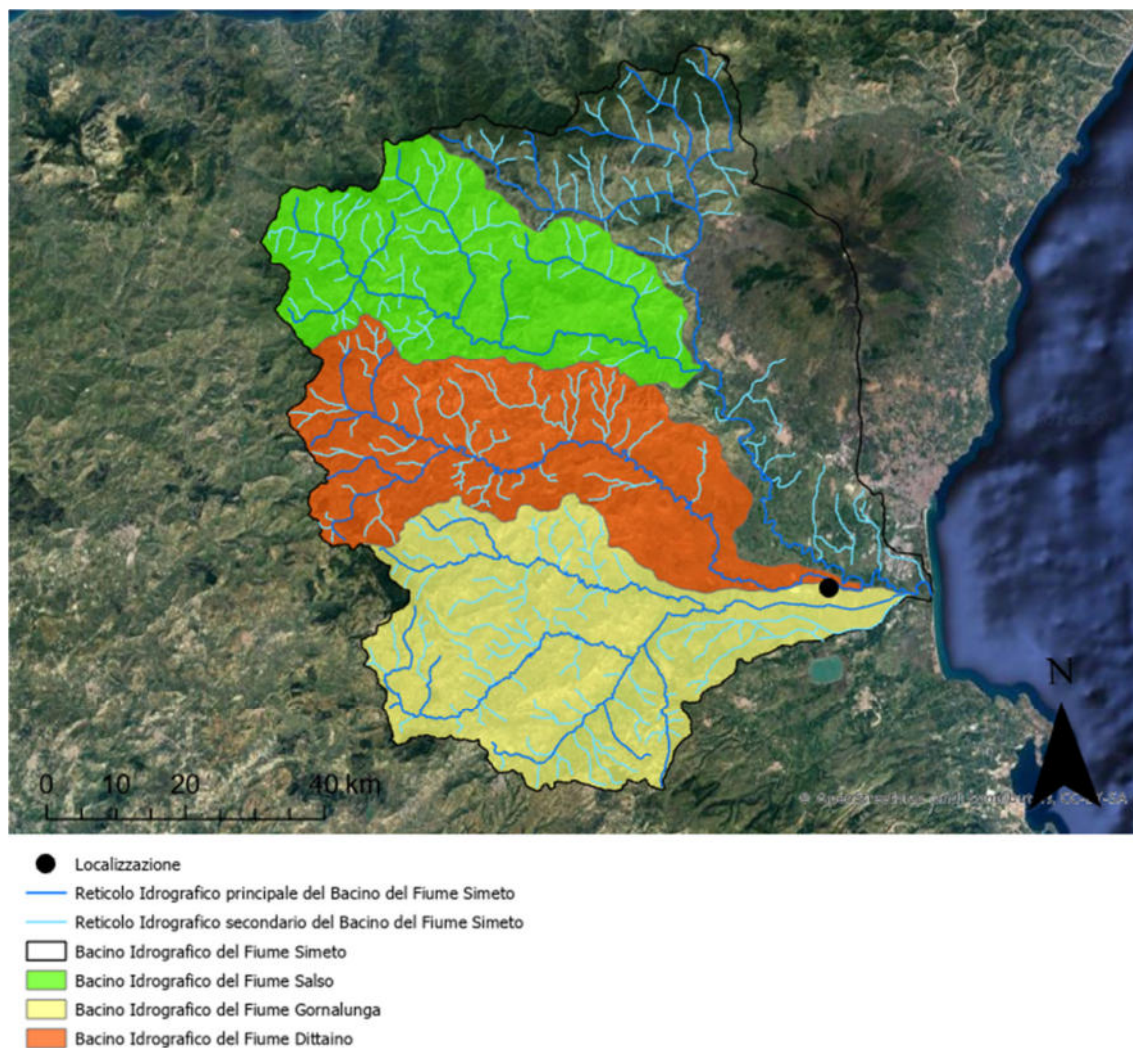 N
0 10 20 40 km
Localizzazione
Reticolo Idrografico principale del Bacino del Fiume Simeto
Reticolo Idrografico secondario del Bacino del Fiume Simeto
Bacino Idrografico del Fiume Simeto
Bacino Idrografico del Fiume Salso
Bacino Idrografico del Fiume Gornalunga
Bacino Idrografico del Fiume Dittaino